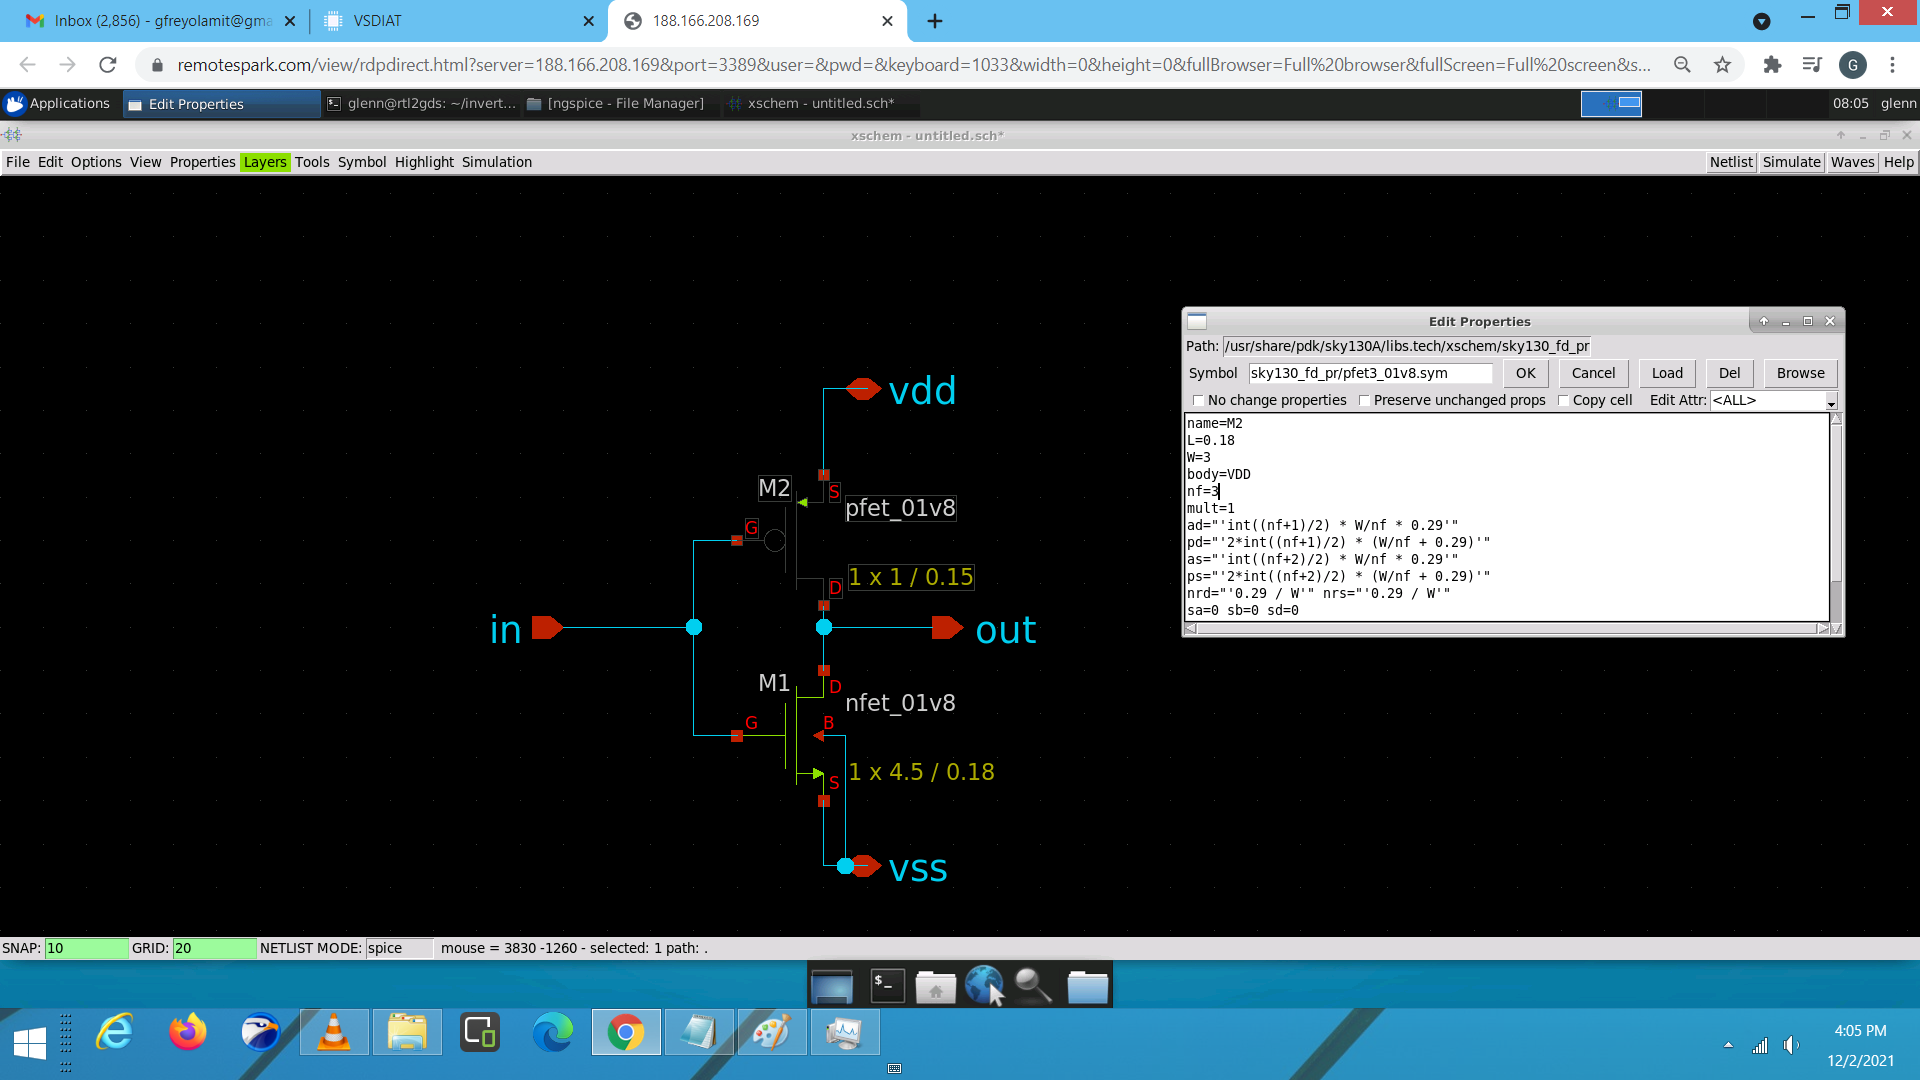 Inbox (2,856) - gfreyolamit@gma
VSDIAT
188.166.208.169
remotespark.com/view/rdpdirect.html?server=188.166.208.169&port=3389&user=&pwd=&keyboard=1033&width=0&height=0&fullBrowser=Full%20browser&fullScreen=Full%20screen&s...
G
Applications
Edit Properties
glenn@rtl2gds: ~/invert...
[ngspice - File Manager]
xschem - untitled.sch*
08:05 glenn
xschem - untitled.sch*
File Edit Options View Properties Layers Tools Symbol Highlight Simulation
Netlist Simulate Waves Help
Edit Properties
Path: /usr/share/pdk/sky130A/libs.tech/xschem/sky130_fd_pr
Symbol sky130_fd_pr/pfet3_01v8.sym OK Cancel Load Del Browse
No change properties Preserve unchanged props Copy cell Edit Attr: <ALL>
name=M2
L=0.18
W=3
body=VDD
nf=3
mult=1
ad="'int((nf+1)/2) * W/nf * 0.29'"
pd="'2*int((nf+1)/2) * (W/nf + 0.29)'"
as="'int((nf+2)/2) * W/nf * 0.29'"
ps="'2*int((nf+2)/2) * (W/nf + 0.29)'"
nrd="'0.29 / W'" nrs="'0.29 / W'"
sa=0 sb=0 sd=0
vdd
M2
S
pfet_01v8
G
1 x 1 / 0.15
D
in
out
M1
D
nfet_01v8
G
B
1 x 4.5 / 0.18
S
vss
SNAP: 10 GRID: 20 NETLIST MODE: spice mouse = 3830 -1260 - selected: 1 path: .
$_
4:05 PM
12/2/2021